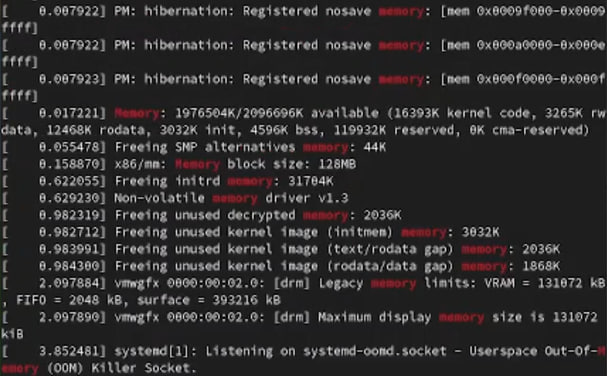 [    0.007922] PM: hibernation: Registered nosave memory: [mem 0x0009f000-0x0009
ffff]
[    0.007922] PM: hibernation: Registered nosave memory: [mem 0x000a0000-0x000e
ffff]
[    0.007923] PM: hibernation: Registered nosave memory: [mem 0x000f0000-0x000f
ffff]
[    0.017221] Memory: 1976504K/2096696K available (16393K kernel code, 3265K rw
data, 12468K rodata, 3032K init, 4596K bss, 119932K reserved, 0K cma-reserved)
[    0.055478] Freeing SMP alternatives memory: 44K
[    0.158870] x86/mm: Memory block size: 128MB
[    0.622055] Freeing initrd memory: 31704K
[    0.629230] Non-volatile memory driver v1.3
[    0.982319] Freeing unused decrypted memory: 2036K
[    0.982712] Freeing unused kernel image (initmem) memory: 3032K
[    0.983991] Freeing unused kernel image (text/rodata gap) memory: 2036K
[    0.984300] Freeing unused kernel image (rodata/data gap) memory: 1868K
[    2.097884] vmwgfx 0000:00:02.0: [drm] Legacy memory limits: VRAM = 131072 kB
, FIFO = 2048 kB, surface = 393216 kB
[    2.097890] vmwgfx 0000:00:02.0: [drm] Maximum display memory size is 131072
kiB
[    3.852481] systemd[1]: Listening on systemd-oomd.socket - Userspace Out-Of-M
emory (OOM) Killer Socket.